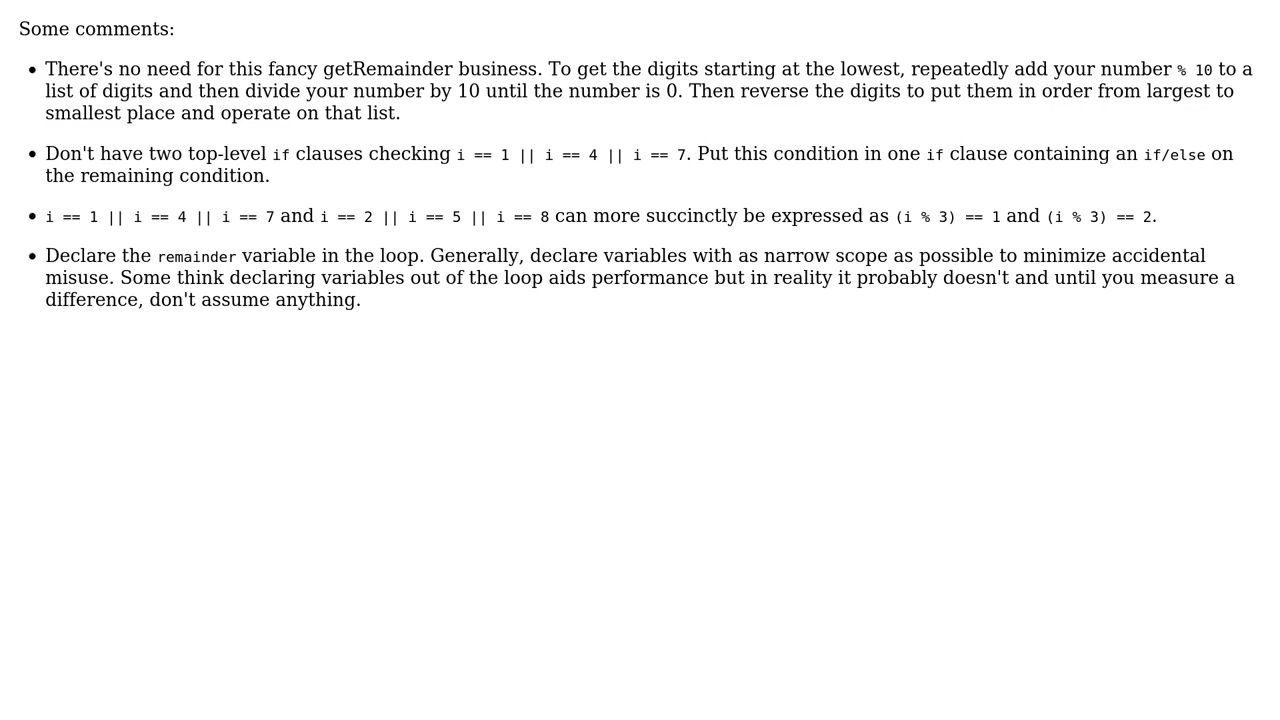 Some comments:
There's no need for this fancy getRemainder business. To get the digits starting at the lowest, repeatedly add your number % 10 to a
list of digits and then divide your number by 10 until the number is 0. Then reverse the digits to put them in order from largest to
smallest place and operate on that list.
Don't have two top-level if clauses checking i == 1 || i == 4 || i == 7. Put this condition in one if clause containing an if/else on
the remaining condition.
i == 1 || i == 4 || i == 7 and i == 2 || i == 5 || i == 8 can more succinctly be expressed as (i % 3) == 1 and (i % 3) == 2.
Declare the remainder variable in the loop. Generally, declare variables with as narrow scope as possible to minimize accidental
misuse. Some think declaring variables out of the loop aids performance but in reality it probably doesn't and until you measure a
difference, don't assume anything.